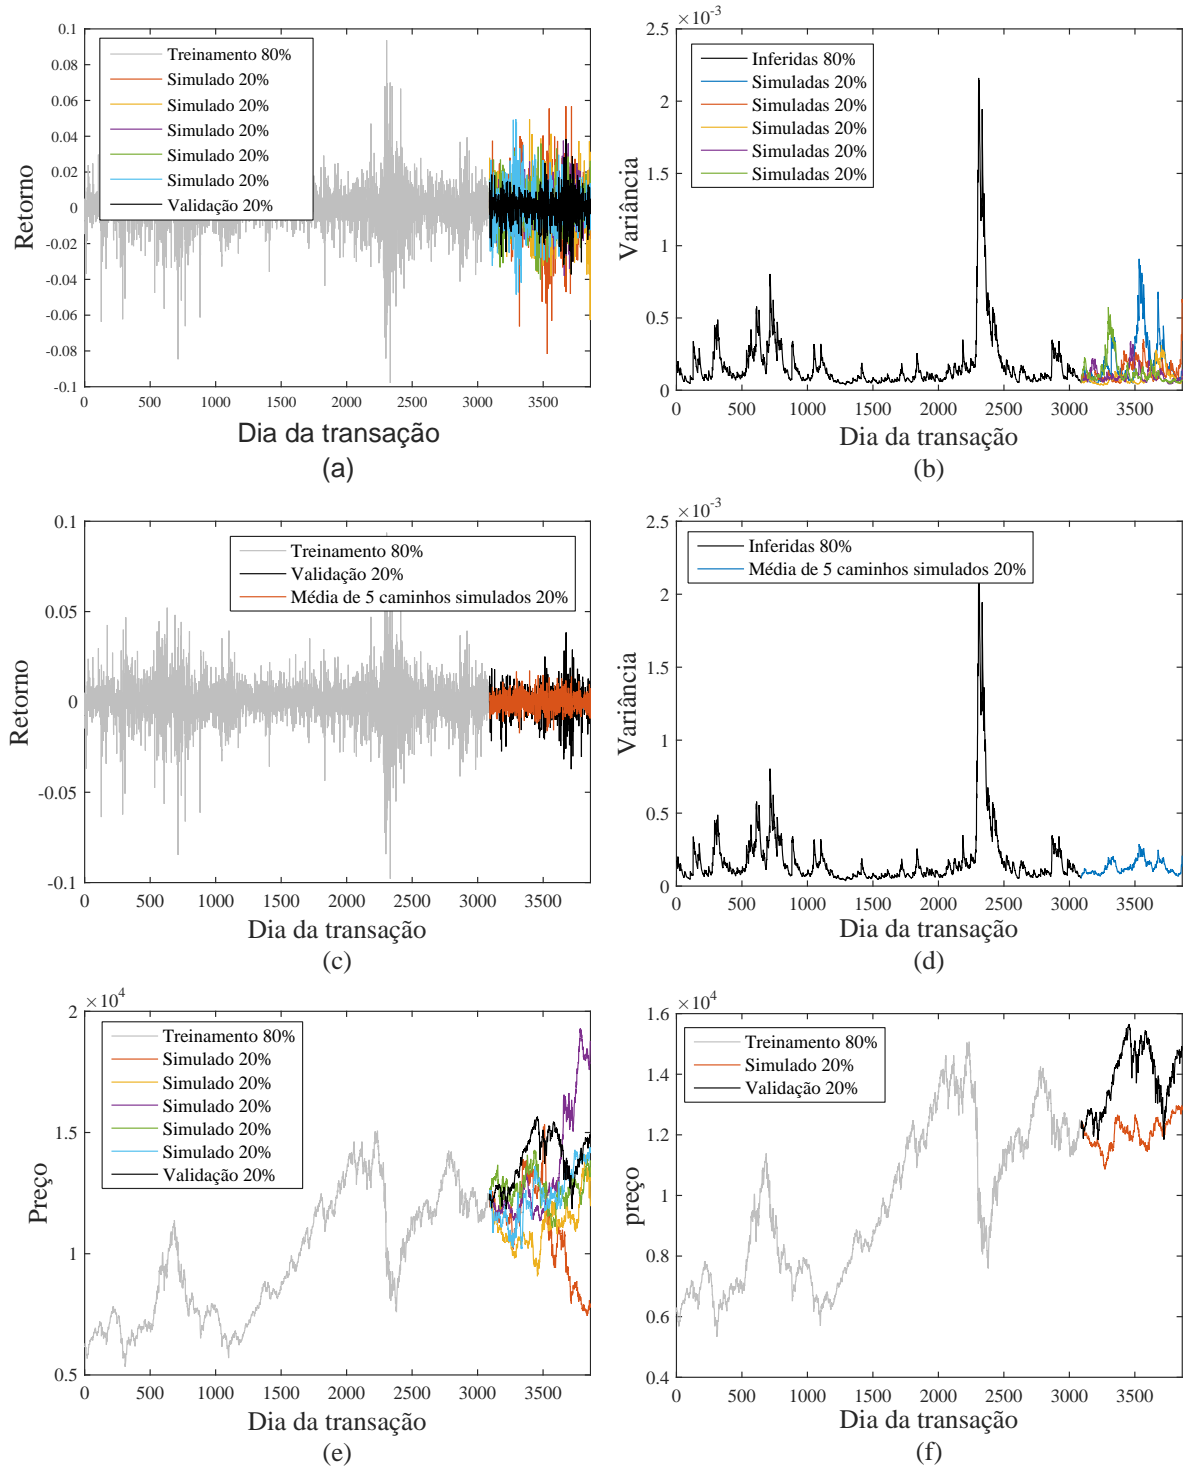 0.1
0.08
0.06
0.04
0.02
0
-0.02
-0.04
-0.06
-0.08
-0.1
Retorno
Treinamento 80%
Simulado 20%
Simulado 20%
Simulado 20%
Simulado 20%
Simulado 20%
Validação 20%
0 500 1000 1500 2000 2500 3000 3500
Dia da transação
(a)
×10⁻³
2.5
2
1.5
1
0.5
0
Variância
Inferidas 80%
Simuladas 20%
Simuladas 20%
Simuladas 20%
Simuladas 20%
Simuladas 20%
0 500 1000 1500 2000 2500 3000 3500
Dia da transação
(b)
0.1
0.05
0
-0.05
-0.1
Retorno
Treinamento 80%
Validação 20%
Média de 5 caminhos simulados 20%
0 500 1000 1500 2000 2500 3000 3500
Dia da transação
(c)
×10⁻³
2.5
2
1.5
1
0.5
0
Variância
Inferidas 80%
Média de 5 caminhos simulados 20%
0 500 1000 1500 2000 2500 3000 3500
Dia da transação
(d)
×10⁴
2
1.5
1
0.5
Preço
Treinamento 80%
Simulado 20%
Simulado 20%
Simulado 20%
Simulado 20%
Simulado 20%
Validação 20%
0 500 1000 1500 2000 2500 3000 3500
Dia da transação
(e)
×10⁴
1.6
1.4
1.2
1
0.8
0.6
0.4
preço
Treinamento 80%
Simulado 20%
Validação 20%
0 500 1000 1500 2000 2500 3000 3500
Dia da transação
(f)